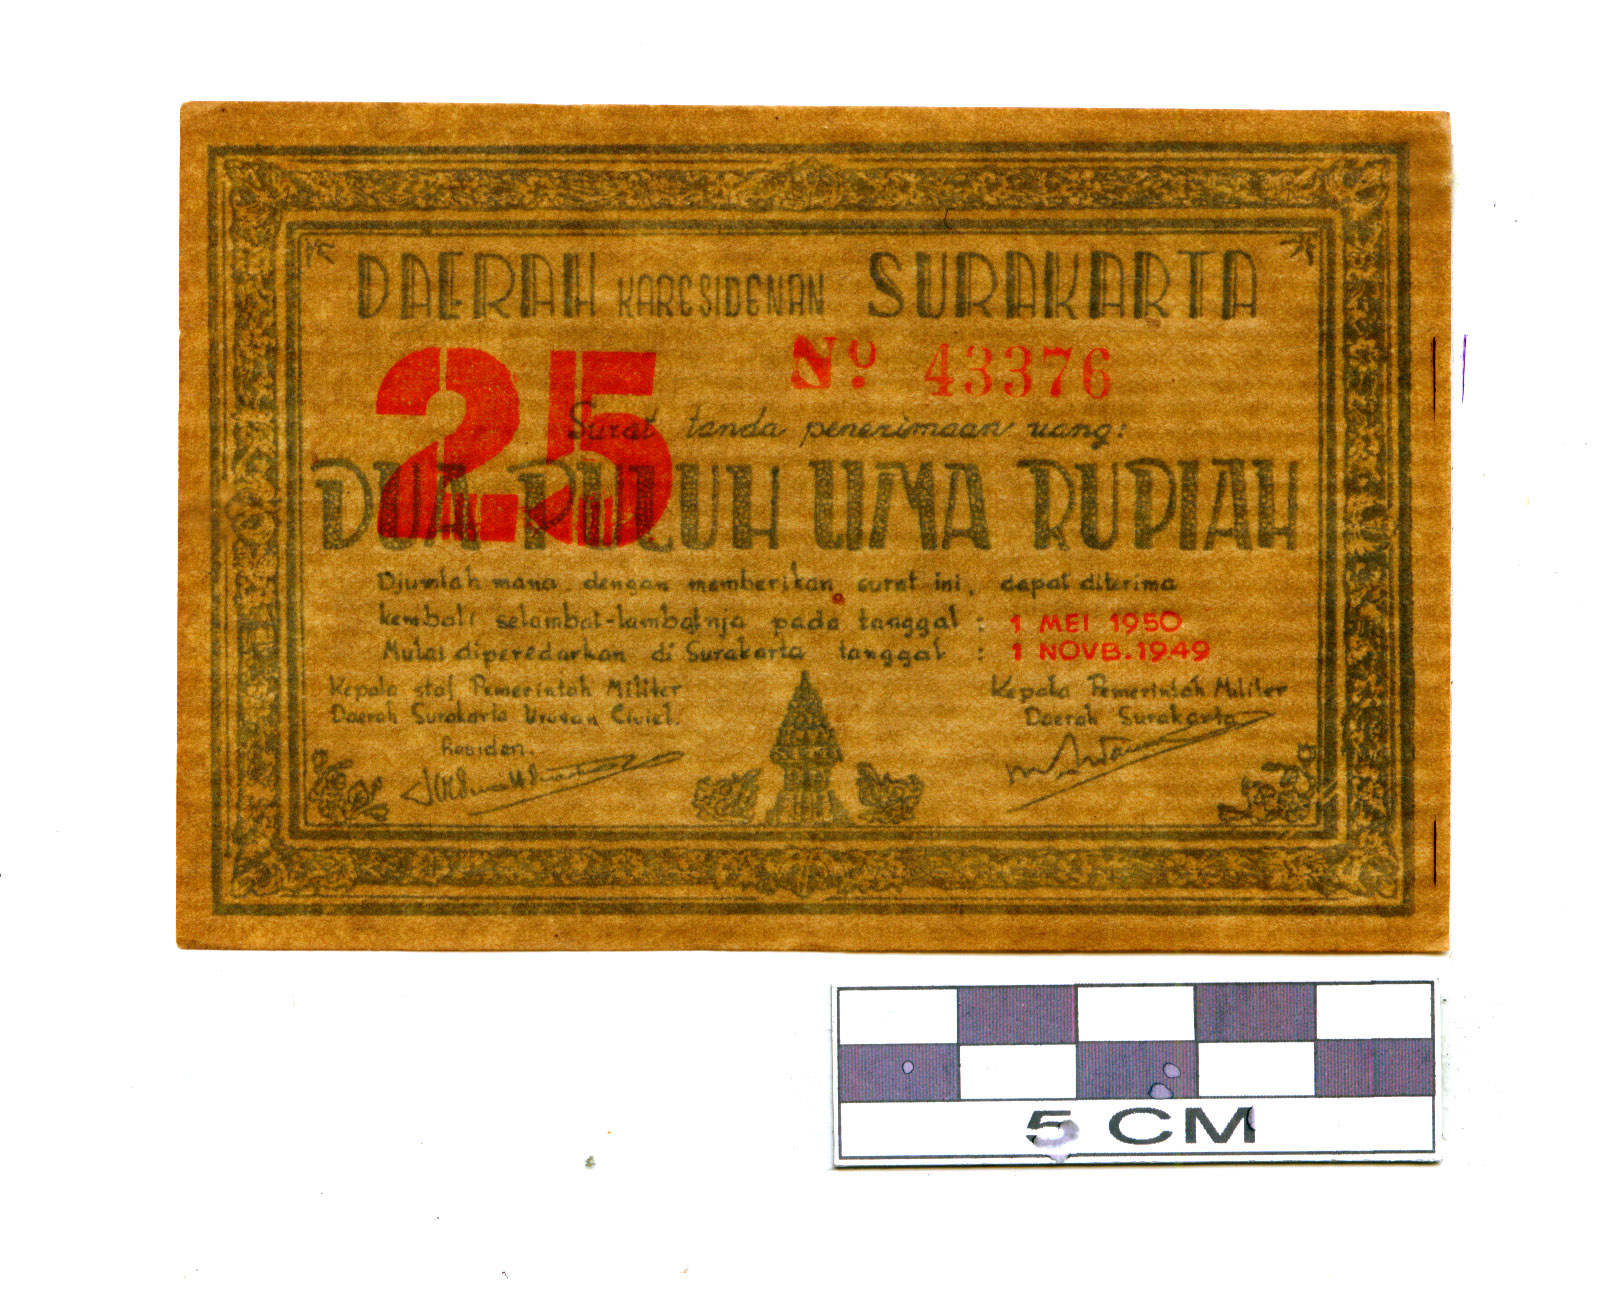 DAERAH KARESIDENAN SURAKARTA
25
No. 43376
Surat tanda penerimaan uang:
DUA PULUH LIMA RUPIAH
Djumlah mana, dengan memberikan surat ini, dapat diterima
kembali selambat-lambatnja pada tanggal : 1 MEI 1950
Mulai diperedarkan di Surakarta tanggal : 1 NOVB. 1949
Kepala staf Pemerintah Militer
Daerah Surakarta Urusan Civiel.
Residen.
Kepala Pemerintah Militer
Daerah Surakarta
5 CM